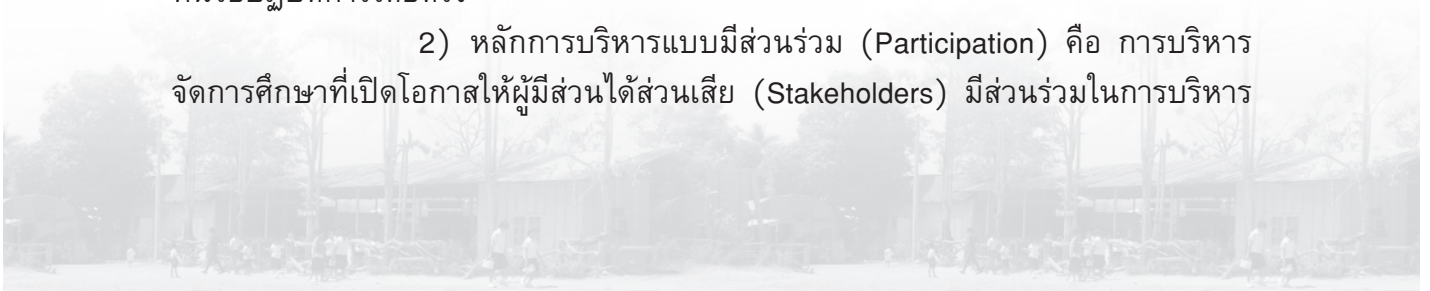 2) หลักการบริหารแบบมีส่วนร่วม (Participation) คือ การบริหาร
จัดการศึกษาที่เปิดโอกาสให้ผู้มีส่วนได้ส่วนเสีย (Stakeholders) มีส่วนร่วมในการบริหาร